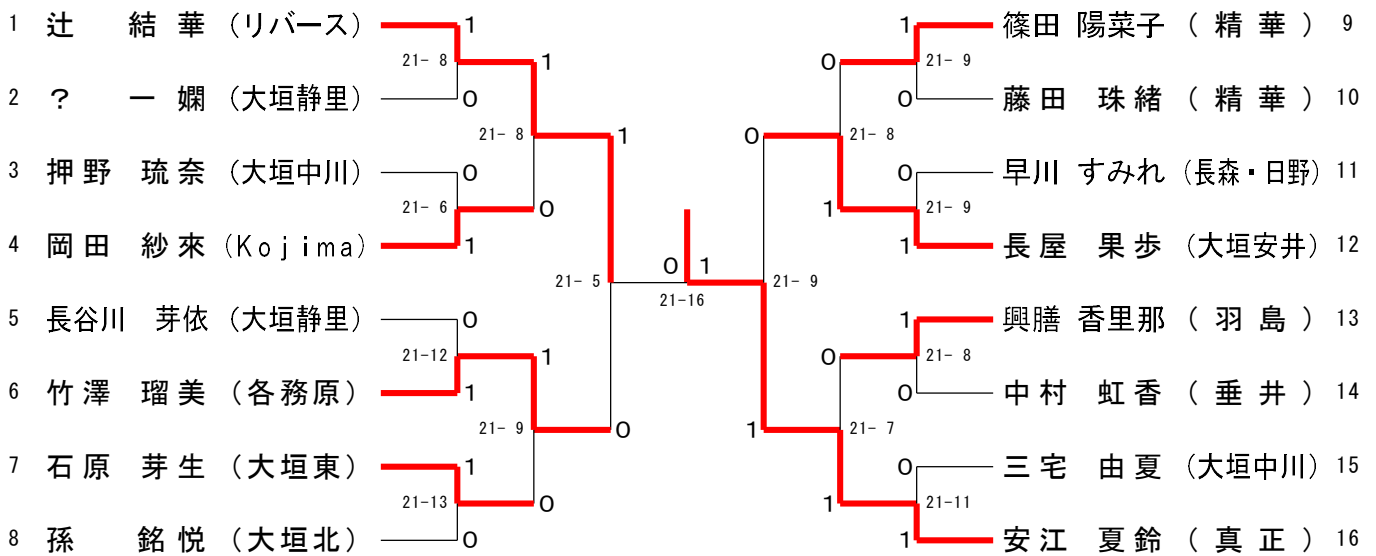 1 辻 結華 (リバース) 1 1 篠田 陽菜子 (精華) 9
21- 8 1 0 21- 9
2 ? 一嫻 (大垣静里) 0 0 藤田 珠緒 (精華) 10
21- 8 1 0 21- 8
3 押野 琉奈 (大垣中川) 0 0 早川 すみれ (長森・日野) 11
21- 6 0 1 21- 9
4 岡田 紗來 (Kojima) 1 1 長屋 果歩 (大垣安井) 12
21- 5 0 1 21- 9
21-16
5 長谷川 芽依 (大垣静里) 0 1 興膳 香里那 (羽島) 13
21-12 1 0 21- 8
6 竹澤 瑠美 (各務原) 1 0 中村 虹香 (垂井) 14
21- 9 0 1 21- 7
7 石原 芽生 (大垣東) 1 0 三宅 由夏 (大垣中川) 15
21-13 0 1 21-11
8 孫 銘悦 (大垣北) 0 1 安江 夏鈴 (真正) 16